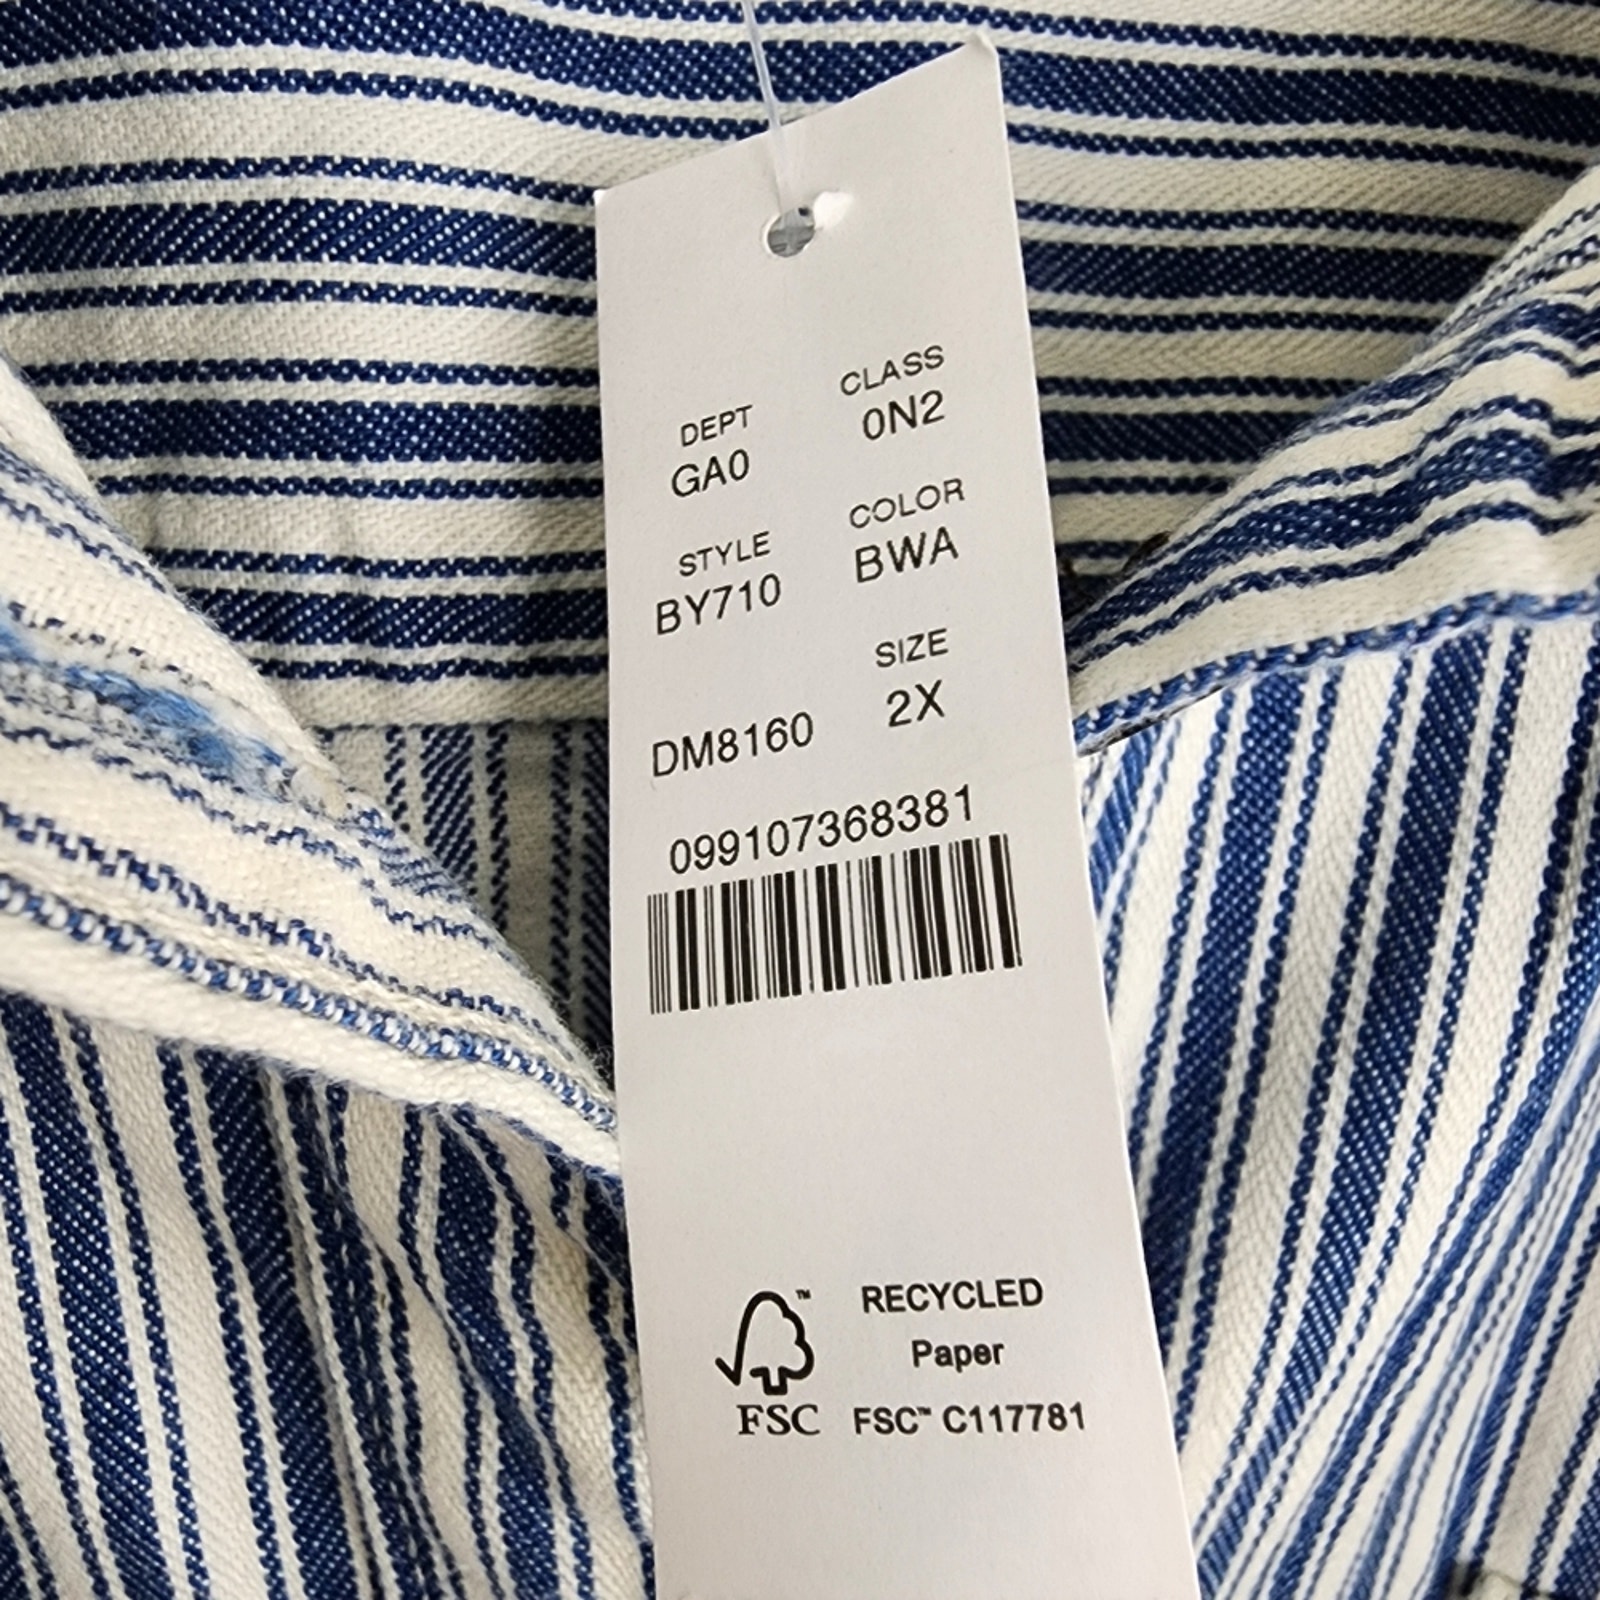 DEPT CLASS
GA0 0N2
STYLE COLOR
BY710 BWA
SIZE
DM8160 2X
099107368381
RECYCLED
Paper
FSC FSC™ C117781